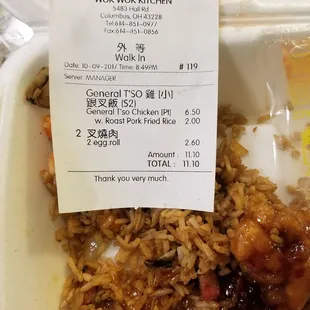 WOK WOK KITCHEN
5483 Hall Rd.
Columbus, OH 43228
Tel:614-851-0977
Fax:614-851-0856
外 等
Walk In
Date: 10-09-2017 Time: 8:49PM # 119
Server: MANAGER
General T'SO 雞 [小]
跟叉飯 [S2]
General T'so Chicken [Pt] 6.50
w. Roast Pork Fried Rice 2.00
2 叉燒肉
2 egg roll 2.60
Amount : 11.10
TOTAL : 11.10
Thank you very much.